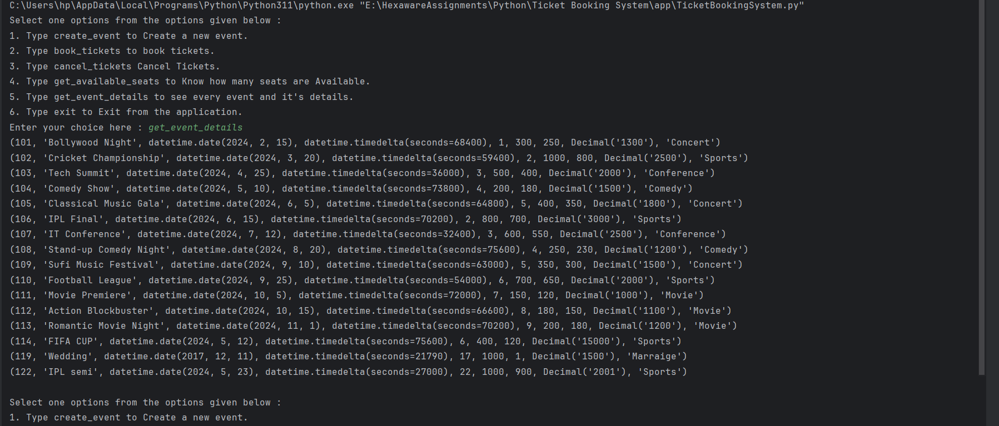 C:\Users\hp\AppData\Local\Programs\Python\Python311\python.exe "E:\HexawareAssignments\Python\Ticket Booking System\app\TicketBookingSystem.py"
Select one options from the options given below :
1. Type create_event to Create a new event.
2. Type book_tickets to book tickets.
3. Type cancel_tickets Cancel Tickets.
4. Type get_available_seats to Know how many seats are Available.
5. Type get_event_details to see every event and it's details.
6. Type exit to Exit from the application.
Enter your choice here : get_event_details
(101, 'Bollywood Night', datetime.date(2024, 2, 15), datetime.timedelta(seconds=68400), 1, 300, 250, Decimal('1300'), 'Concert')
(102, 'Cricket Championship', datetime.date(2024, 3, 20), datetime.timedelta(seconds=59400), 2, 1000, 800, Decimal('2500'), 'Sports')
(103, 'Tech Summit', datetime.date(2024, 4, 25), datetime.timedelta(seconds=36000), 3, 500, 400, Decimal('2000'), 'Conference')
(104, 'Comedy Show', datetime.date(2024, 5, 10), datetime.timedelta(seconds=73800), 4, 200, 180, Decimal('1500'), 'Comedy')
(105, 'Classical Music Gala', datetime.date(2024, 6, 5), datetime.timedelta(seconds=64800), 5, 400, 350, Decimal('1800'), 'Concert')
(106, 'IPL Final', datetime.date(2024, 6, 15), datetime.timedelta(seconds=70200), 2, 800, 700, Decimal('3000'), 'Sports')
(107, 'IT Conference', datetime.date(2024, 7, 12), datetime.timedelta(seconds=32400), 3, 600, 550, Decimal('2500'), 'Conference')
(108, 'Stand-up Comedy Night', datetime.date(2024, 8, 20), datetime.timedelta(seconds=75600), 4, 250, 230, Decimal('1200'), 'Comedy')
(109, 'Sufi Music Festival', datetime.date(2024, 9, 10), datetime.timedelta(seconds=63000), 5, 350, 300, Decimal('1500'), 'Concert')
(110, 'Football League', datetime.date(2024, 9, 25), datetime.timedelta(seconds=54000), 6, 700, 650, Decimal('2000'), 'Sports')
(111, 'Movie Premiere', datetime.date(2024, 10, 5), datetime.timedelta(seconds=72000), 7, 150, 120, Decimal('1000'), 'Movie')
(112, 'Action Blockbuster', datetime.date(2024, 10, 15), datetime.timedelta(seconds=66600), 8, 180, 150, Decimal('1100'), 'Movie')
(113, 'Romantic Movie Night', datetime.date(2024, 11, 1), datetime.timedelta(seconds=70200), 9, 200, 180, Decimal('1200'), 'Movie')
(114, 'FIFA CUP', datetime.date(2024, 5, 12), datetime.timedelta(seconds=75600), 6, 400, 120, Decimal('15000'), 'Sports')
(119, 'Wedding', datetime.date(2017, 12, 11), datetime.timedelta(seconds=21790), 17, 1000, 1, Decimal('1500'), 'Marraige')
(122, 'IPL semi', datetime.date(2024, 5, 23), datetime.timedelta(seconds=27000), 22, 1000, 900, Decimal('2001'), 'Sports')
Select one options from the options given below :
1. Type create_event to Create a new event.